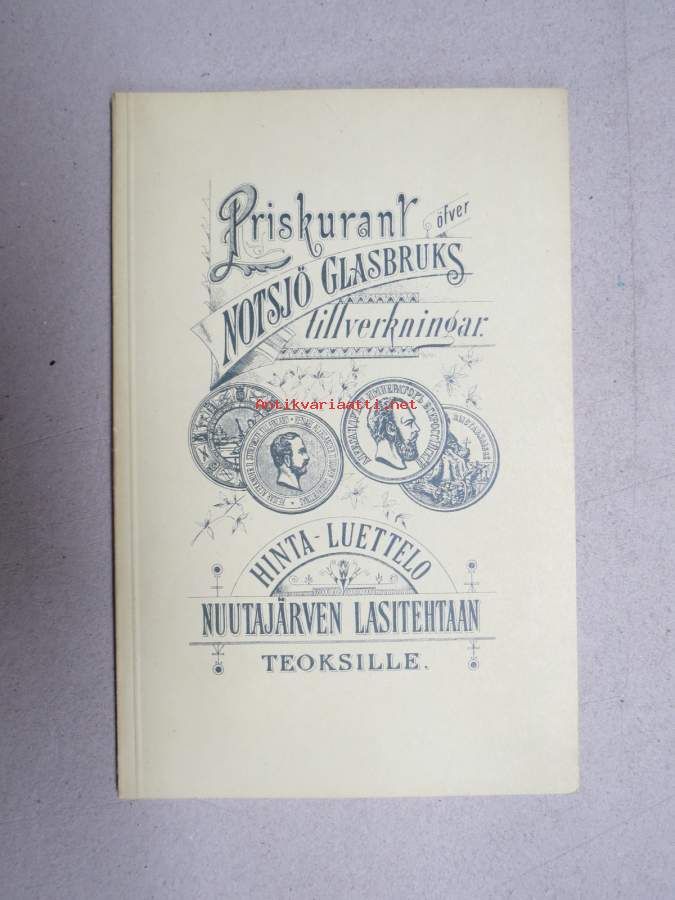 Priskurant öfver
NOTSJÖ GLASBRUKS
tillverkningar.
Antikvariaatti.net
HINTA-LUETTELO
NUUTAJÄRVEN LASITEHTAAN
TEOKSILLE.